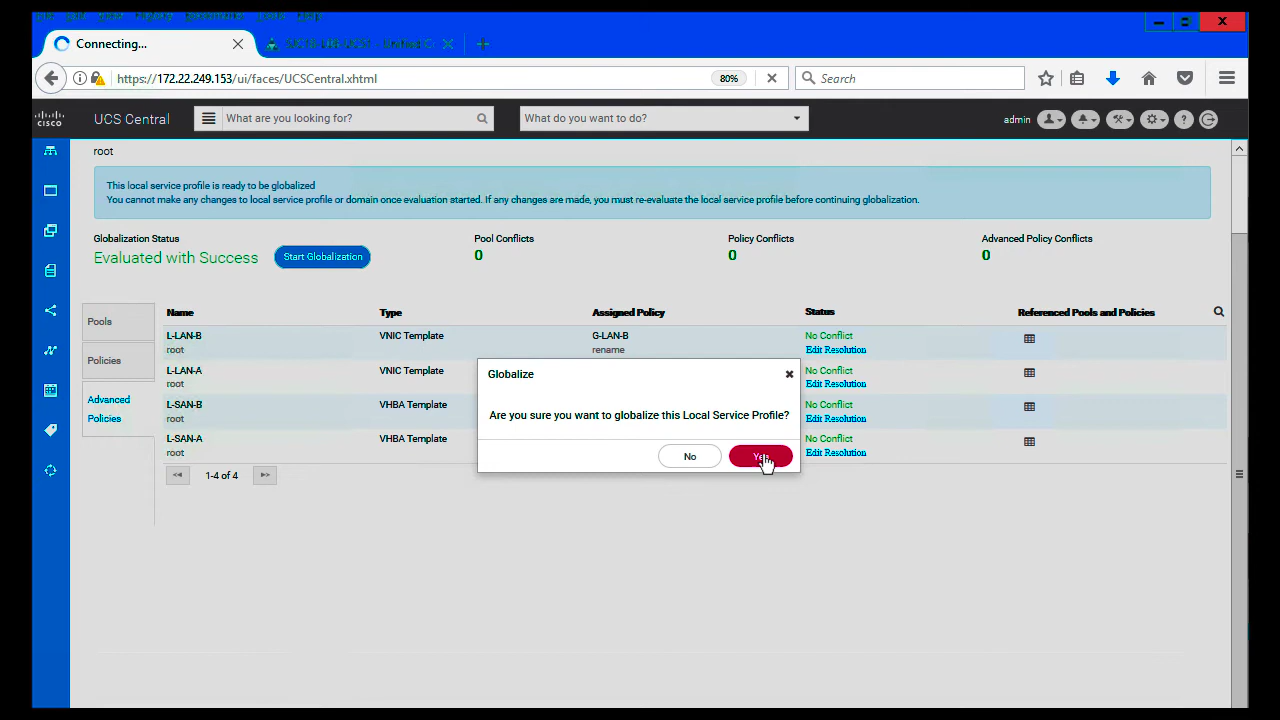 Connecting...
https://172.22.249.153/ui/faces/UCSCentral.xhtml
80%
Search
cisco
UCS Central
What are you looking for?
What do you want to do?
admin
root
This local service profile is ready to be globalized
You cannot make any changes to local service profile or domain once evaluation started. If any changes are made, you must re-evaluate the local service profile before continuing globalization.
Globalization Status
Pool Conflicts
Policy Conflicts
Advanced Policy Conflicts
Evaluated with Success
Start Globalization
0
0
0
Pools
Policies
Advanced
Policies
Name
Type
Assigned Policy
Status
Referenced Pools and Policies
L-LAN-B
VNIC Template
G-LAN-B
No Conflict
root
rename
Edit Resolution
L-LAN-A
VNIC Template
No Conflict
root
Edit Resolution
L-SAN-B
VHBA Template
No Conflict
root
Edit Resolution
L-SAN-A
VHBA Template
No Conflict
root
Edit Resolution
1-4 of 4
Globalize
Are you sure you want to globalize this Local Service Profile?
No